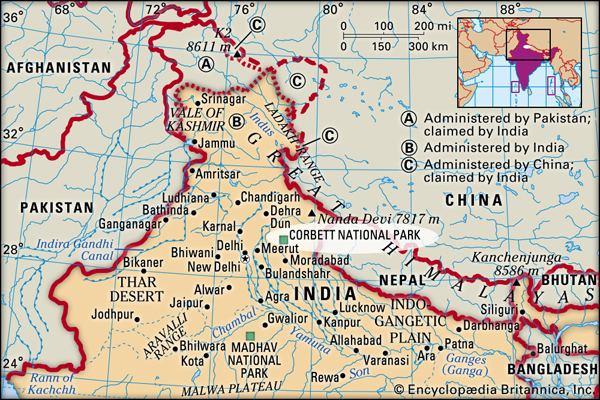 K2
8611 m
0 100 200 mi
0 150 300 km
AFGHANISTAN
36°
32°
28°
24°
68°
72°
76°
80°
84°
88°
A
B
C
C
C
A Administered by Pakistan;
claimed by India
B Administered by India
C Administered by China;
claimed by India
Srinagar
VALE OF
KASHMIR
Indus
LADAKH RANGE
Jammu
GREAT HIMALAYAS
Amritsar
CHINA
PAKISTAN
Ludhiana
Chandigarh
Bathinda
Dehra
Dun
Nanda Devi 7817 m
Ganganagar
Karnal
CORBETT NATIONAL PARK
Indira Gandhi
Canal
Delhi
Meerut
Kanchenjunga
8586 m
Bikaner
Bhiwani
New Delhi
Moradabad
NEPAL
BHUTAN
Bulandshahr
THAR
DESERT
Alwar
Agra
INDIA
Lucknow
INDO-
GANGETIC
PLAIN
Siliguri
Jodhpur
Jaipur
Chambal
Gwalior
Kanpur
Darbhanga
ARAVALLI
RANGE
Yamuna
Allahabad
Patna
Bhilwara
Kota
MADHAV
NATIONAL
PARK
Varanasi
Ara
Ganges
(Ganga)
Balurghat
BANGLADESH
Rann of
Kachchh
MALWA PLATEAU
Rewa
Son
© Encyclopædia Britannica, Inc.